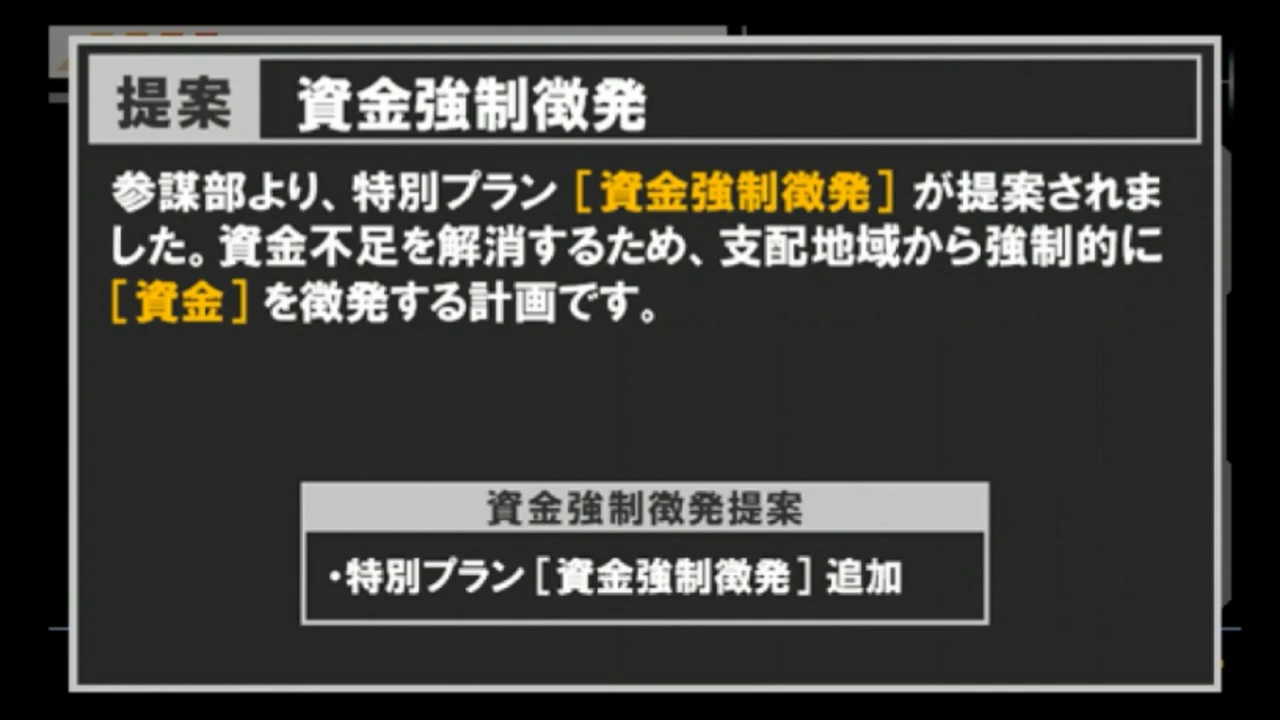 提案 資金強制徴発
参謀部より、特別プラン［資金強制徴発］が提案されま
した。資金不足を解消するため、支配地域から強制的に
［資金］を徴発する計画です。
資金強制徴発提案
・特別プラン［資金強制徴発］追加